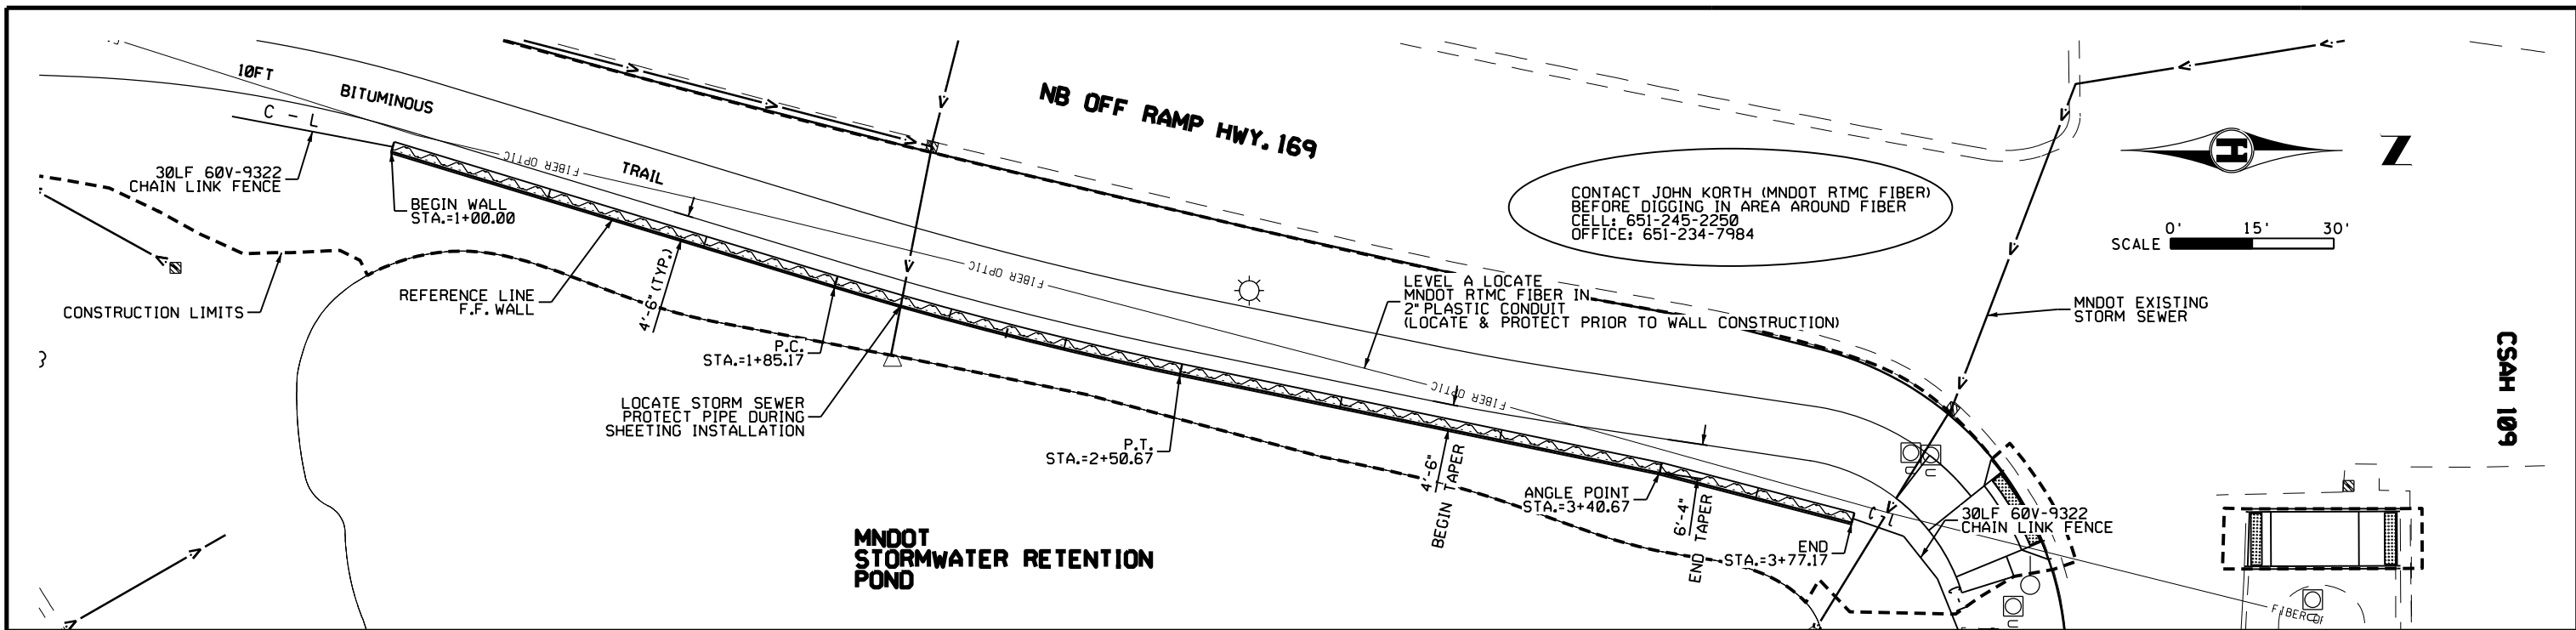 10FT
BITUMINOUS
TRAIL
C - L
30LF 60V-9322
CHAIN LINK FENCE
BEGIN WALL
STA.=1+00.00
FIBER OPTIC
NB OFF RAMP HWY. 169
CONTACT JOHN KORTH (MNDOT RTMC FIBER)
BEFORE DIGGING IN AREA AROUND FIBER
CELL: 651-245-2250
OFFICE: 651-234-7984
H
Z
0' 15' 30'
SCALE
CONSTRUCTION LIMITS
REFERENCE LINE
F.F. WALL
4'-6" (TYP.)
FIBER OPTIC
LEVEL A LOCATE
MNDOT RTMC FIBER IN
2" PLASTIC CONDUIT
(LOCATE & PROTECT PRIOR TO WALL CONSTRUCTION)
MNDOT EXISTING
STORM SEWER
P.C.
STA.=1+85.17
CSAH 109
LOCATE STORM SEWER
PROTECT PIPE DURING
SHEETING INSTALLATION
FIBER OPTIC
P.T.
STA.=2+50.67
4'-6"
BEGIN TAPER
ANGLE POINT
STA.=3+40.67
6'-4"
END TAPER
END
STA.=3+77.17
30LF 60V-9322
CHAIN LINK FENCE
MNDOT
STORMWATER RETENTION
POND
FIBER